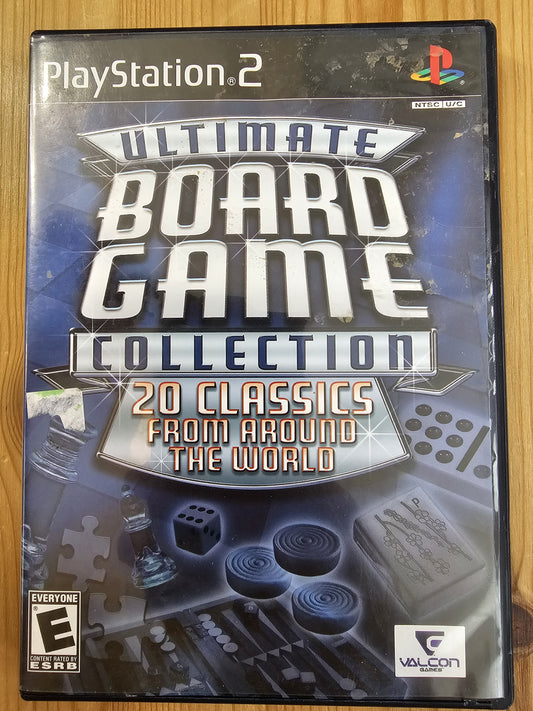 PlayStation®2
NTSC U/C
ULTIMATE
BOARD
GAME
COLLECTION
20 CLASSICS
FROM AROUND
THE WORLD
EVERYONE
E
CONTENT RATED BY
ESRB
VALCON
GAMES